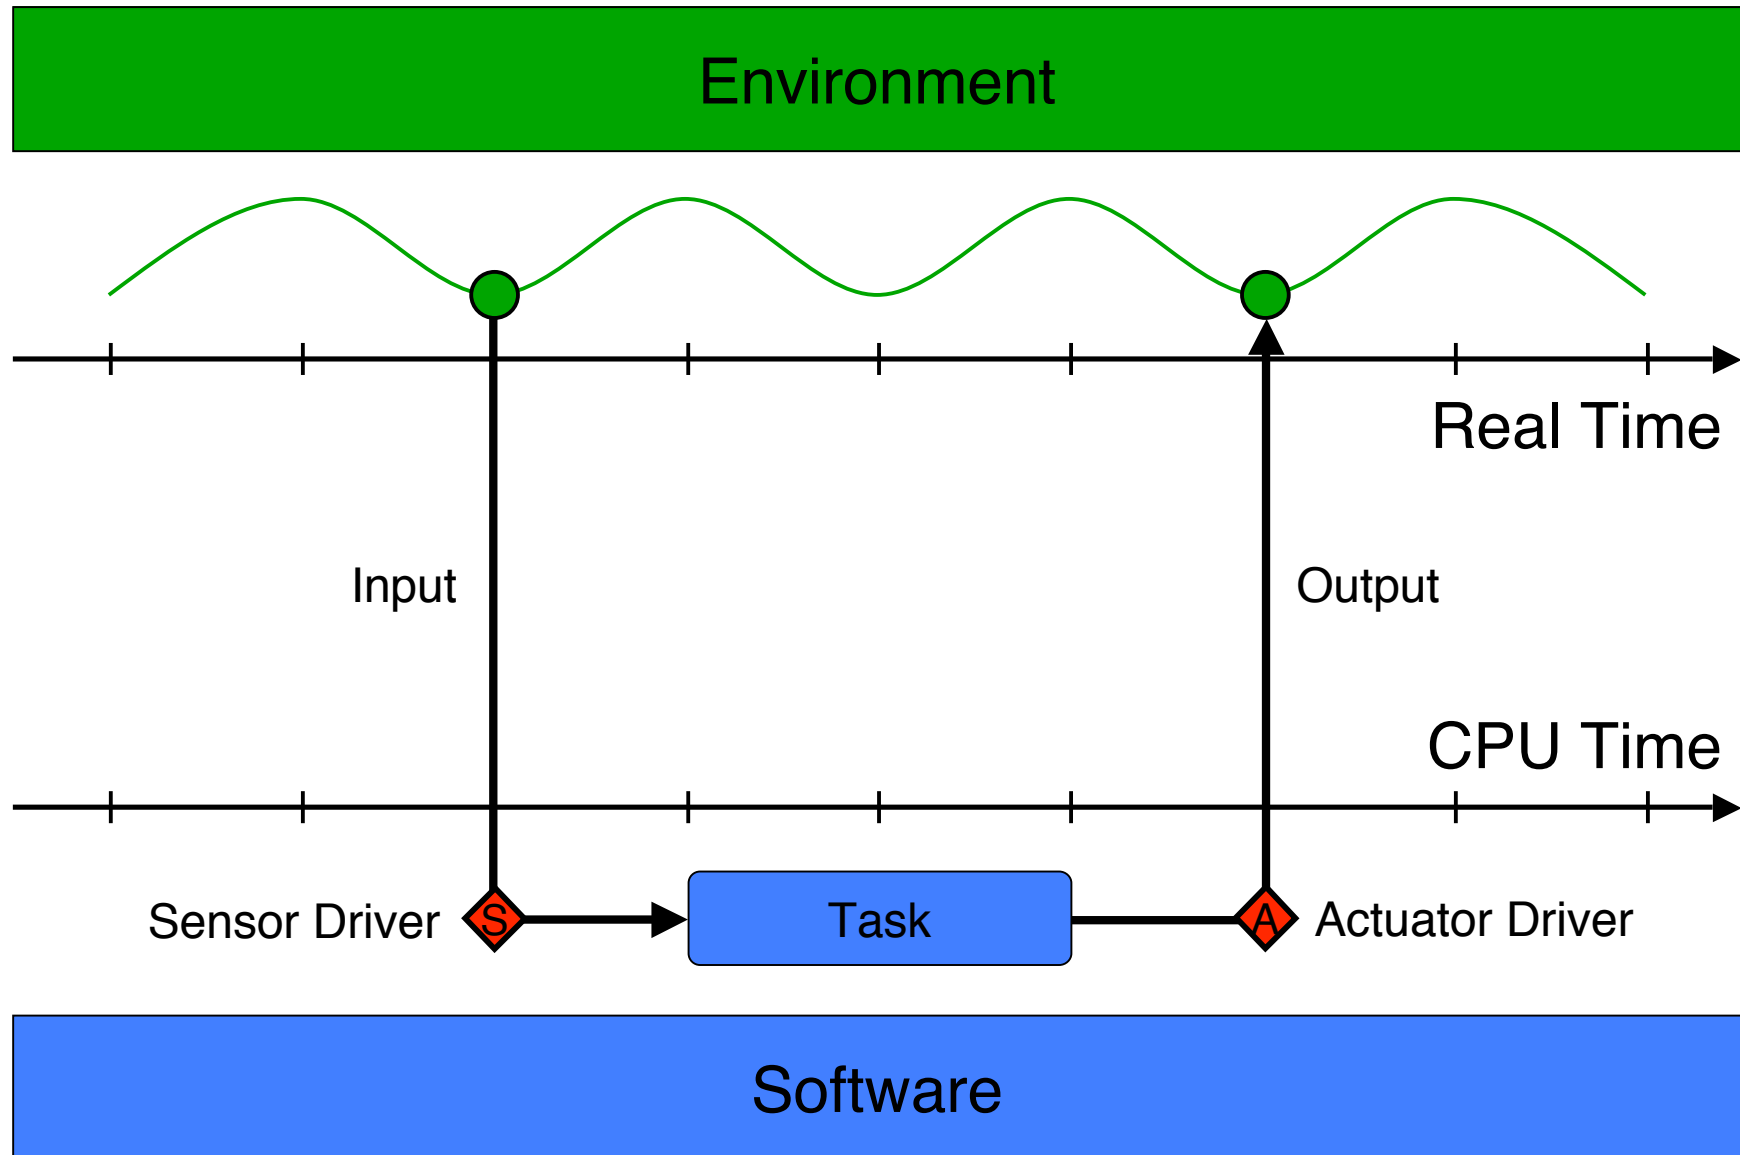 Environment
Real Time
Input
Output
CPU Time
Sensor Driver
S
Task
A
Actuator Driver
Software